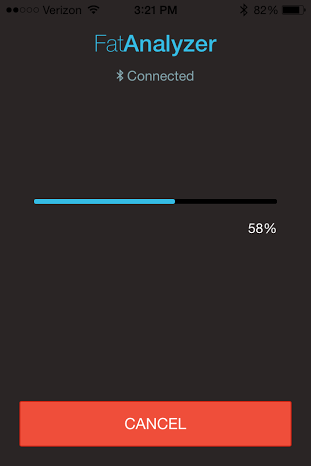 Verizon 3:21 PM 82%
FatAnalyzer
Connected
58%
CANCEL